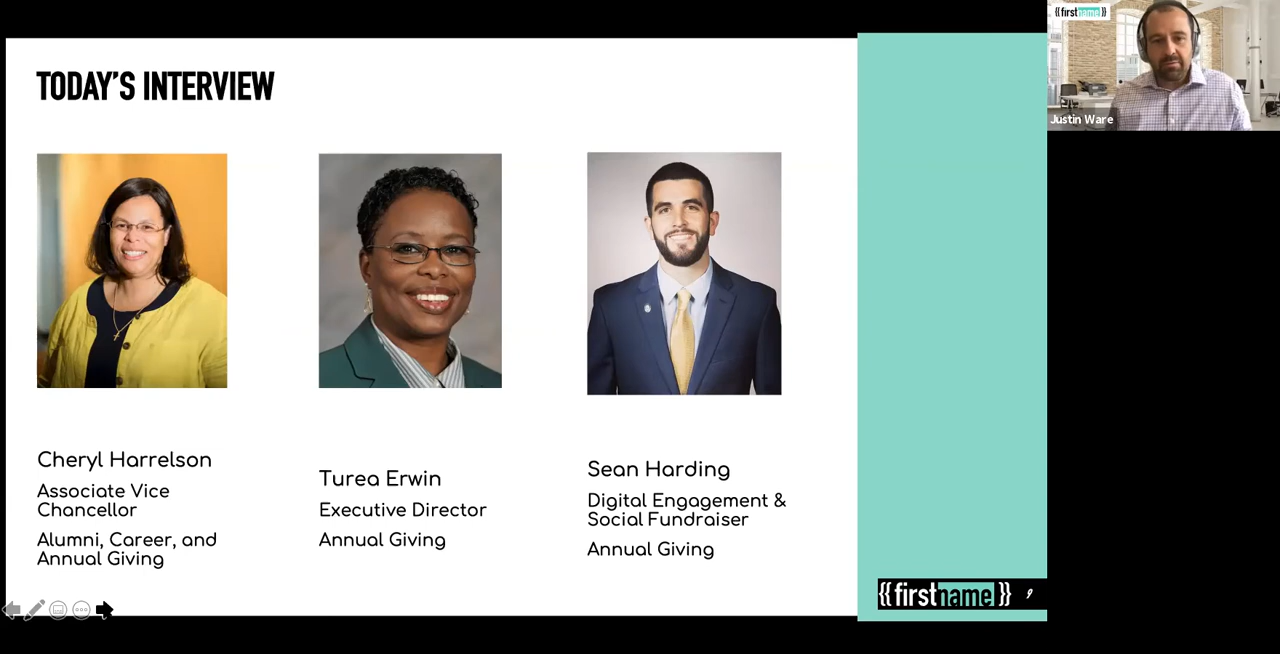 TODAY'S INTERVIEW
Cheryl Harrelson
Associate Vice
Chancellor
Alumni, Career, and
Annual Giving
Turea Erwin
Executive Director
Annual Giving
Sean Harding
Digital Engagement &
Social Fundraiser
Annual Giving
{{firstname}} 9
{{firstname}}
Justin Ware